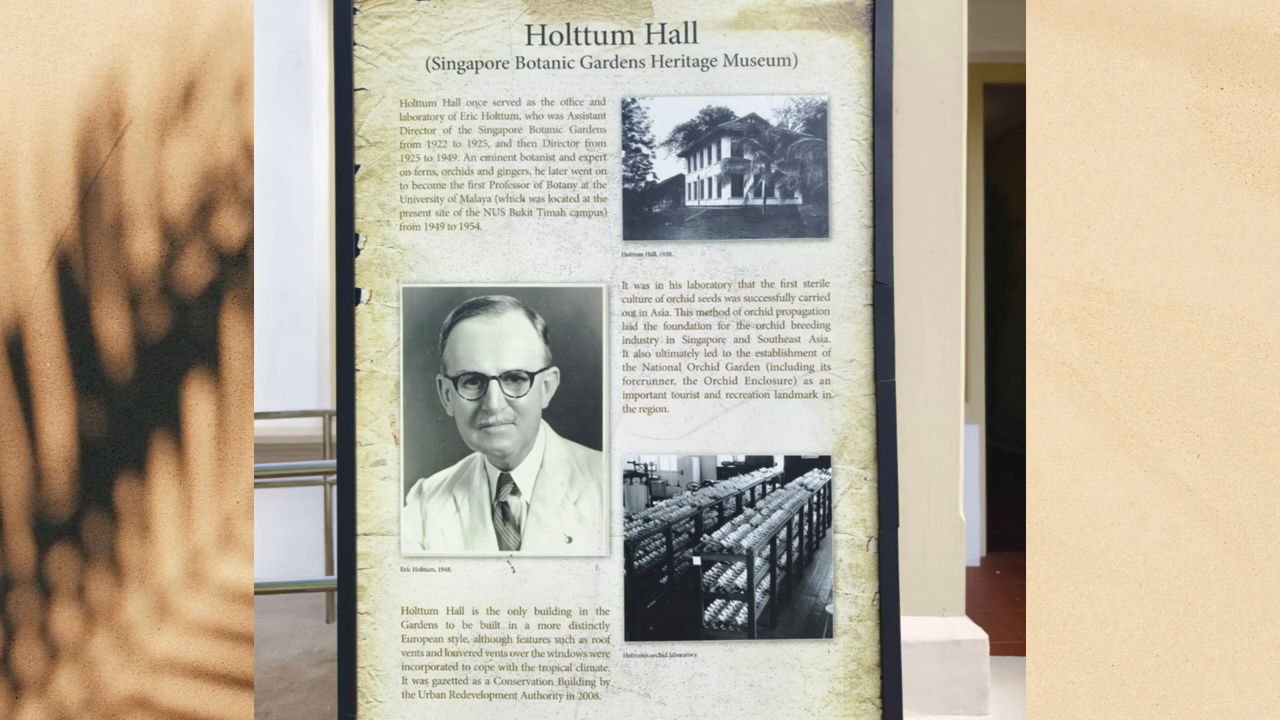 Holttum Hall
(Singapore Botanic Gardens Heritage Museum)
Holttum Hall once served as the office and
laboratory of Eric Holttum, who was Assistant
Director of the Singapore Botanic Gardens
from 1922 to 1925, and then Director from
1925 to 1949. An eminent botanist and expert
on ferns, orchids and gingers, he later went on
to become the first Professor of Botany at the
University of Malaya (which was located at the
present site of the NUS Bukit Timah campus)
from 1949 to 1954.
Holttum Hall, 1920.
It was in his laboratory that the first sterile
culture of orchid seeds was successfully carried
out in Asia. This method of orchid propagation
laid the foundation for the orchid breeding
industry in Singapore and Southeast Asia.
It also ultimately led to the establishment of
the National Orchid Garden (including its
forerunner, the Orchid Enclosure) as an
important tourist and recreation landmark in
the region.
Eric Holttum, 1948.
Holttum Hall is the only building in the
Gardens to be built in a more distinctly
European style, although features such as roof
vents and louvered vents over the windows were
incorporated to cope with the tropical climate.
It was gazetted as a Conservation Building by
the Urban Redevelopment Authority in 2008.
Holttum's orchid laboratory.